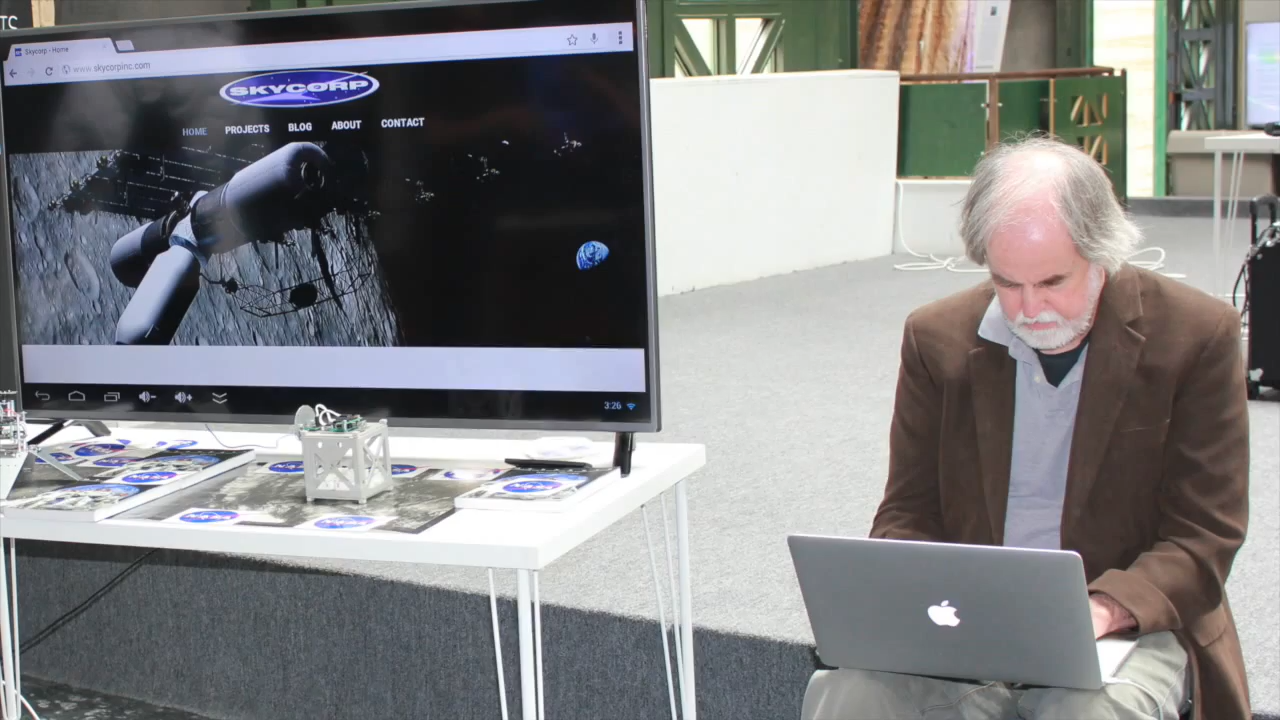 TC
Skycorp - Home
www.skycorpinc.com
SKYCORP
HOME PROJECTS BLOG ABOUT CONTACT
3:26